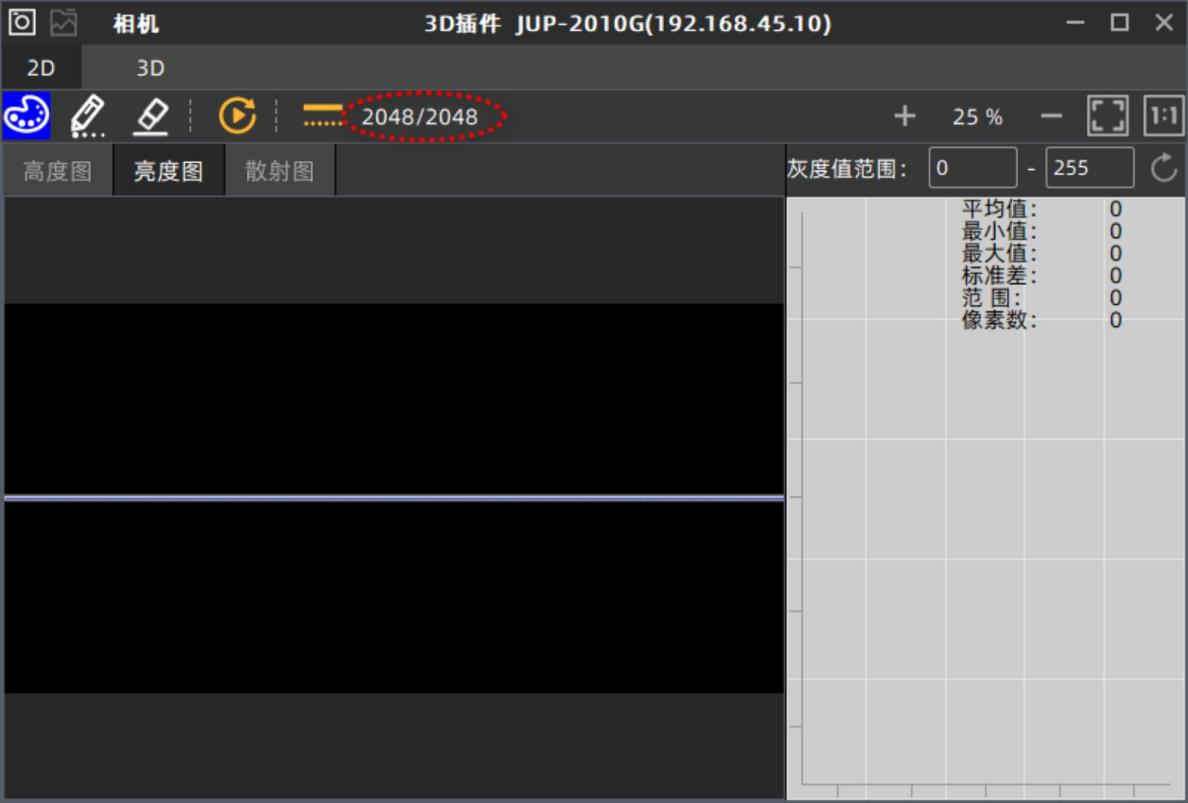 相机 3D插件 JUP-2010G(192.168.45.10)
2D 3D
2048/2048 + 25 % − 1:1
高度图 亮度图 散射图 灰度值范围： 0 - 255
平均值： 0
最小值： 0
最大值： 0
标准差： 0
范 围： 0
像素数： 0